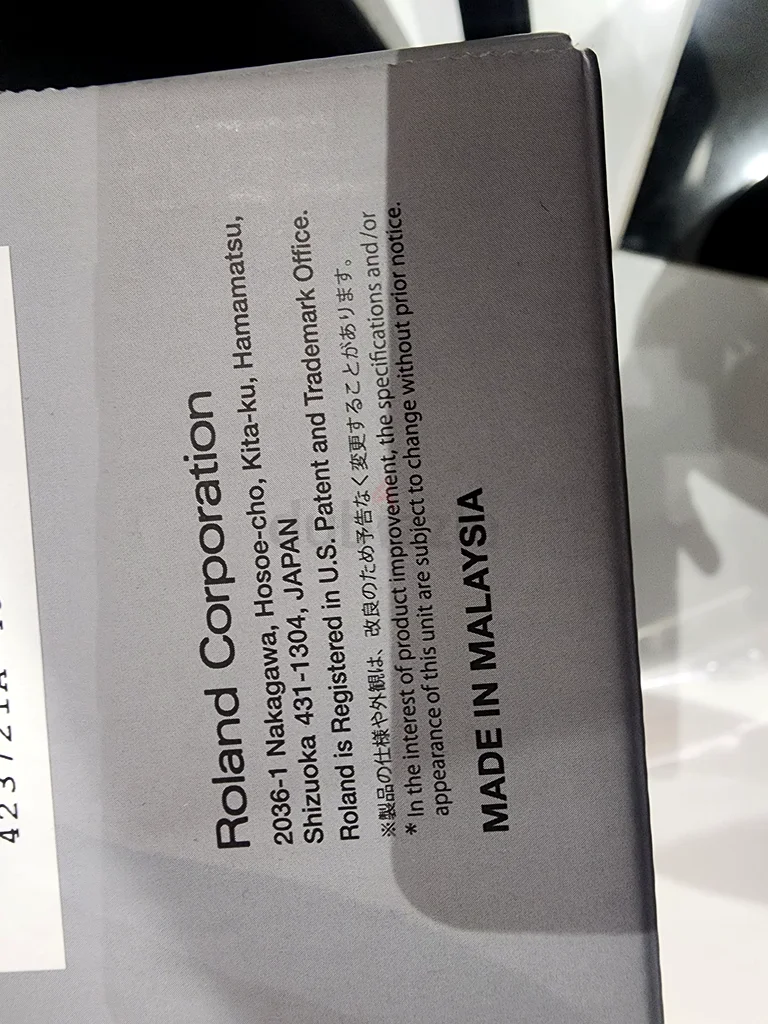 Roland Corporation
2036-1 Nakagawa, Hosoe-cho, Kita-ku, Hamamatsu,
Shizuoka 431-1304, JAPAN
Roland is Registered in U.S. Patent and Trademark Office.
※製品の仕様や外観は、改良のため予告なく変更することがあります。
* In the interest of product improvement, the specifications and/or
appearance of this unit are subject to change without prior notice.
MADE IN MALAYSIA